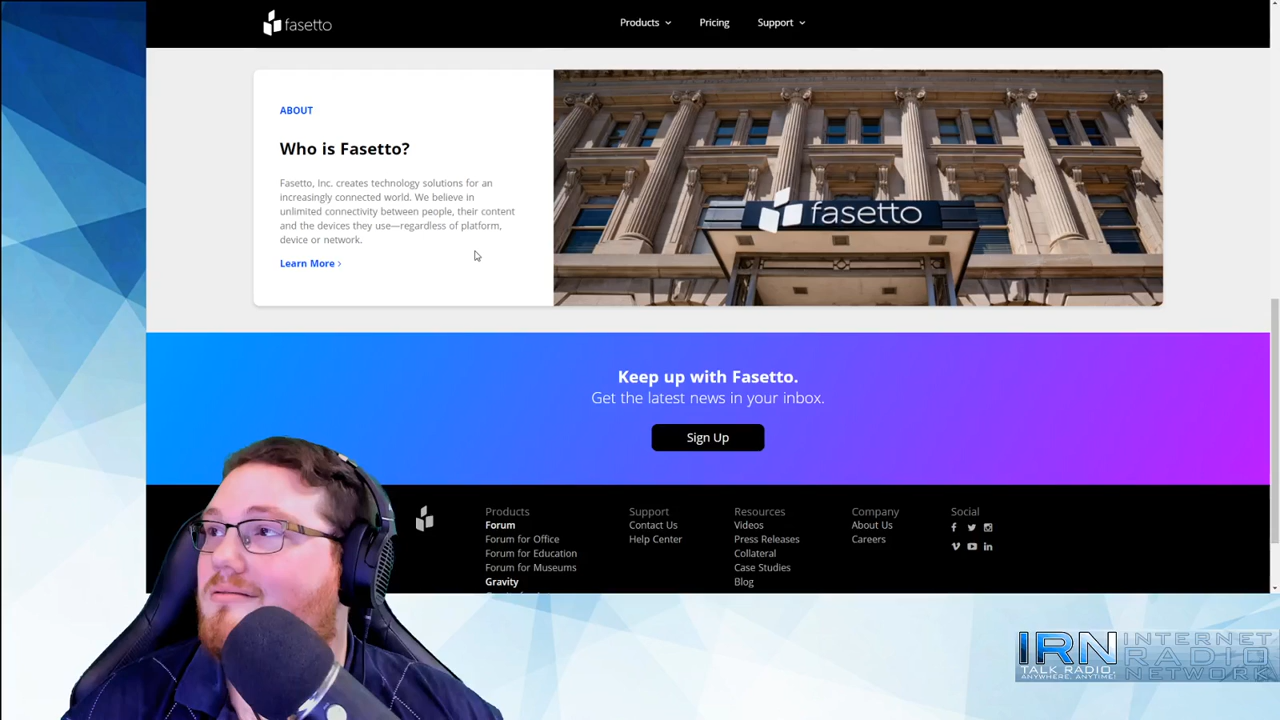 fasetto
Products
Pricing
Support
ABOUT
Who is Fasetto?
Fasetto, Inc. creates technology solutions for an
increasingly connected world. We believe in
unlimited connectivity between people, their content
and the devices they use—regardless of platform,
device or network.
Learn More >
fasetto
Keep up with Fasetto.
Get the latest news in your inbox.
Sign Up
Products
Forum
Forum for Office
Forum for Education
Forum for Museums
Gravity
Support
Contact Us
Help Center
Resources
Videos
Press Releases
Collateral
Case Studies
Blog
Company
About Us
Careers
Social
IRN
TALK RADIO
ANYWHERE, ANYTIME!
INTERNET
RADIO
NETWORK